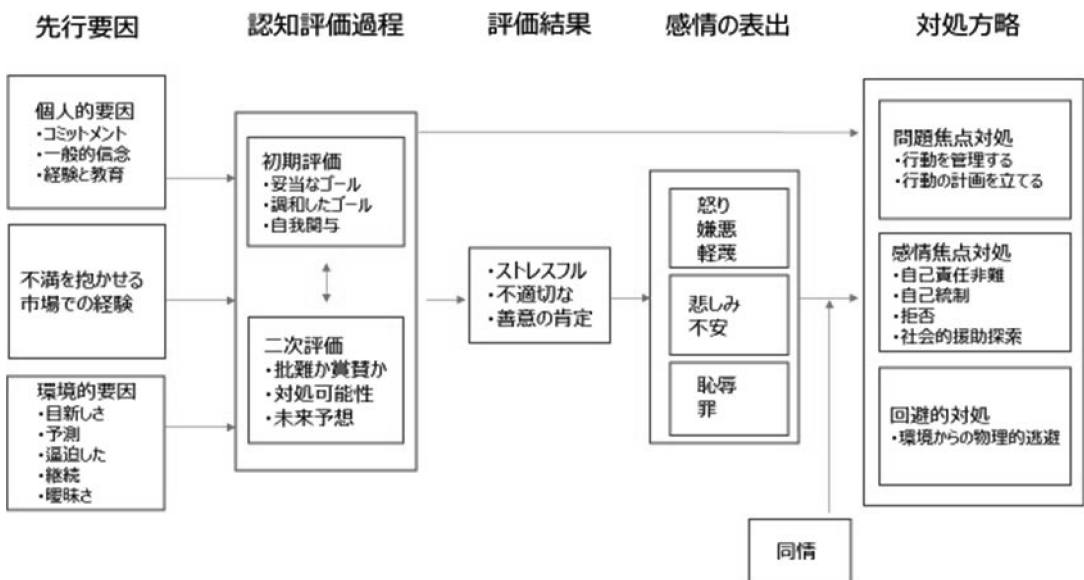 先行要因
認知評価過程
評価結果
感情の表出
対処方略
個人的要因
・コミットメント
・一般的信念
・経験と教育
不満を抱かせる
市場での経験
環境的要因
・目新しさ
・予測
・逼迫した
・継続
・曖昧さ
初期評価
・妥当なゴール
・調和したゴール
・自我関与
二次評価
・批難か賞賛か
・対処可能性
・未来予想
・ストレスフル
・不適切な
・善意の肯定
怒り
嫌悪
軽蔑
悲しみ
不安
恥辱
罪
同情
問題焦点対処
・行動を管理する
・行動の計画を立てる
感情焦点対処
・自己責任非難
・自己統制
・拒否
・社会的援助探索
回避的対処
・環境からの物理的逃避